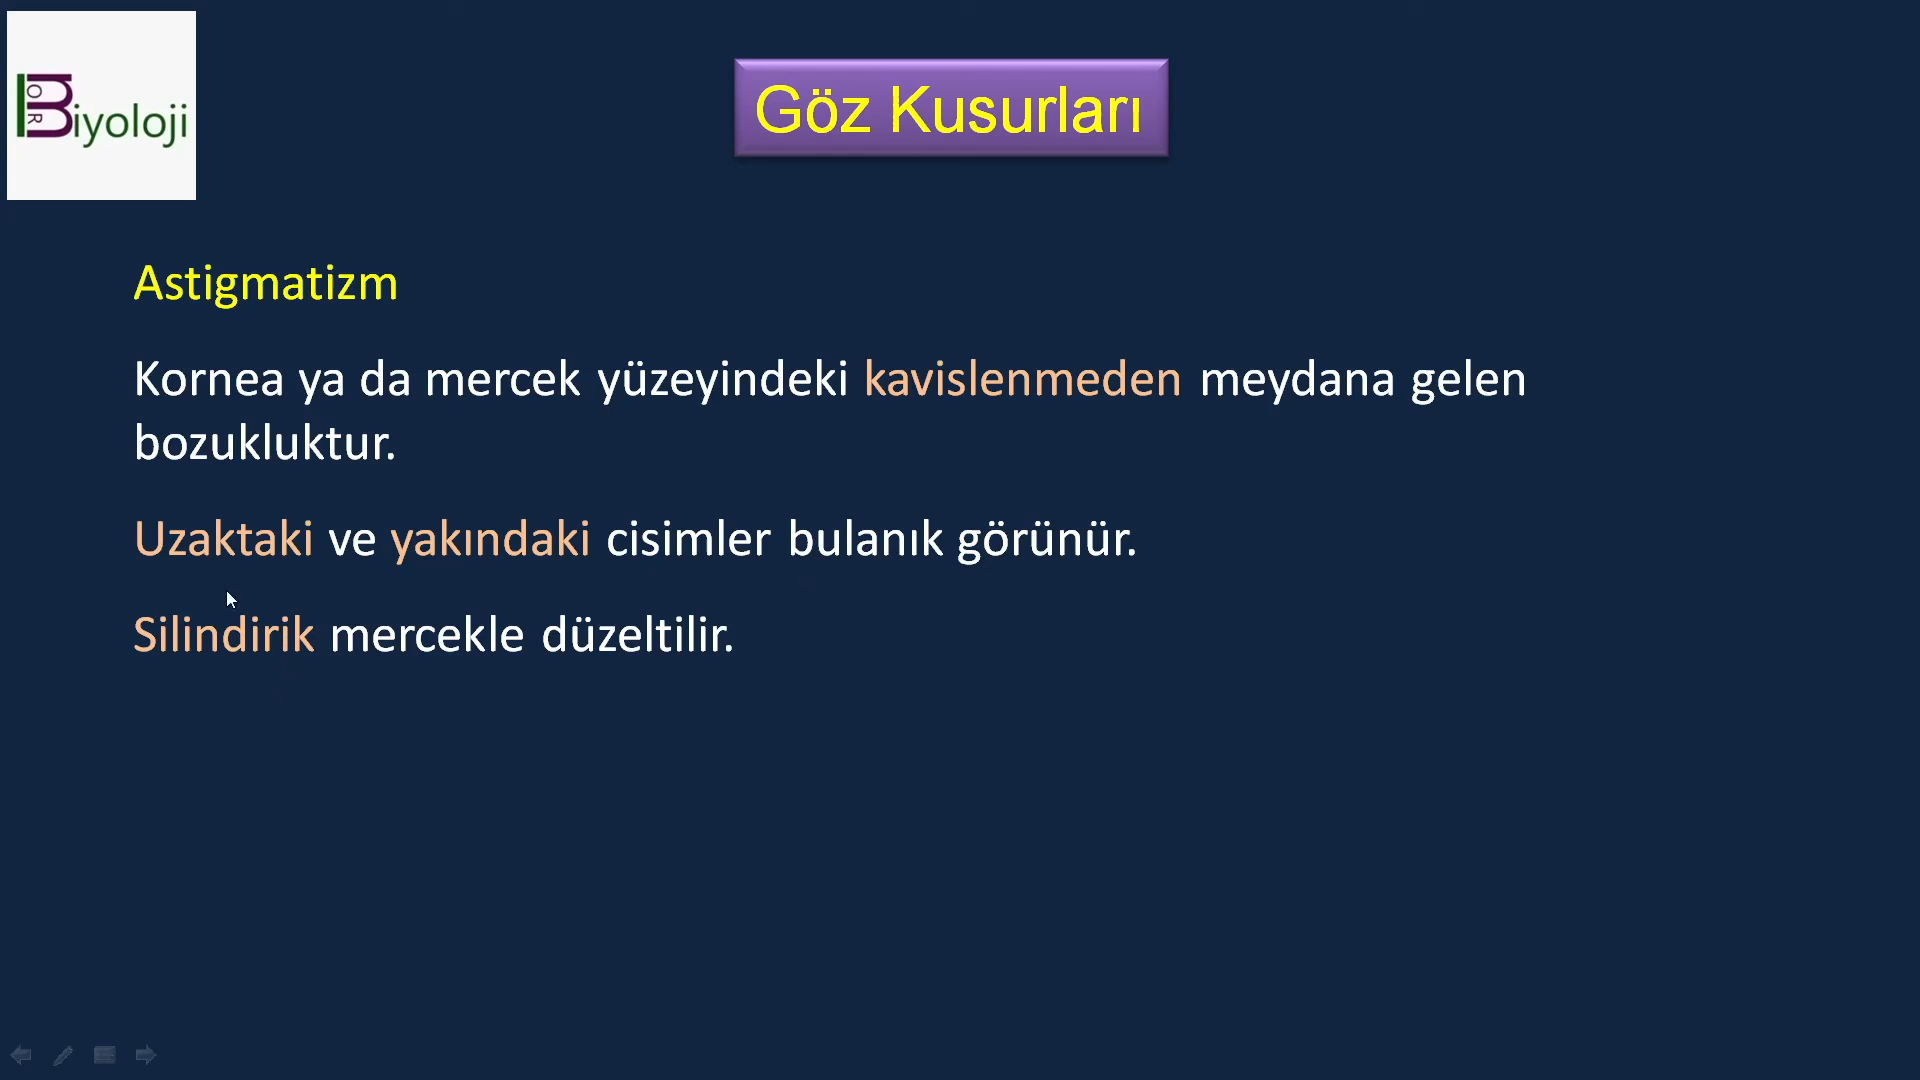 MOR
Biyoloji
Göz Kusurları
Astigmatizm
Kornea ya da mercek yüzeyindeki kavislenmeden meydana gelen
bozukluktur.
Uzaktaki ve yakındaki cisimler bulanık görünür.
Silindirik mercekle düzeltilir.